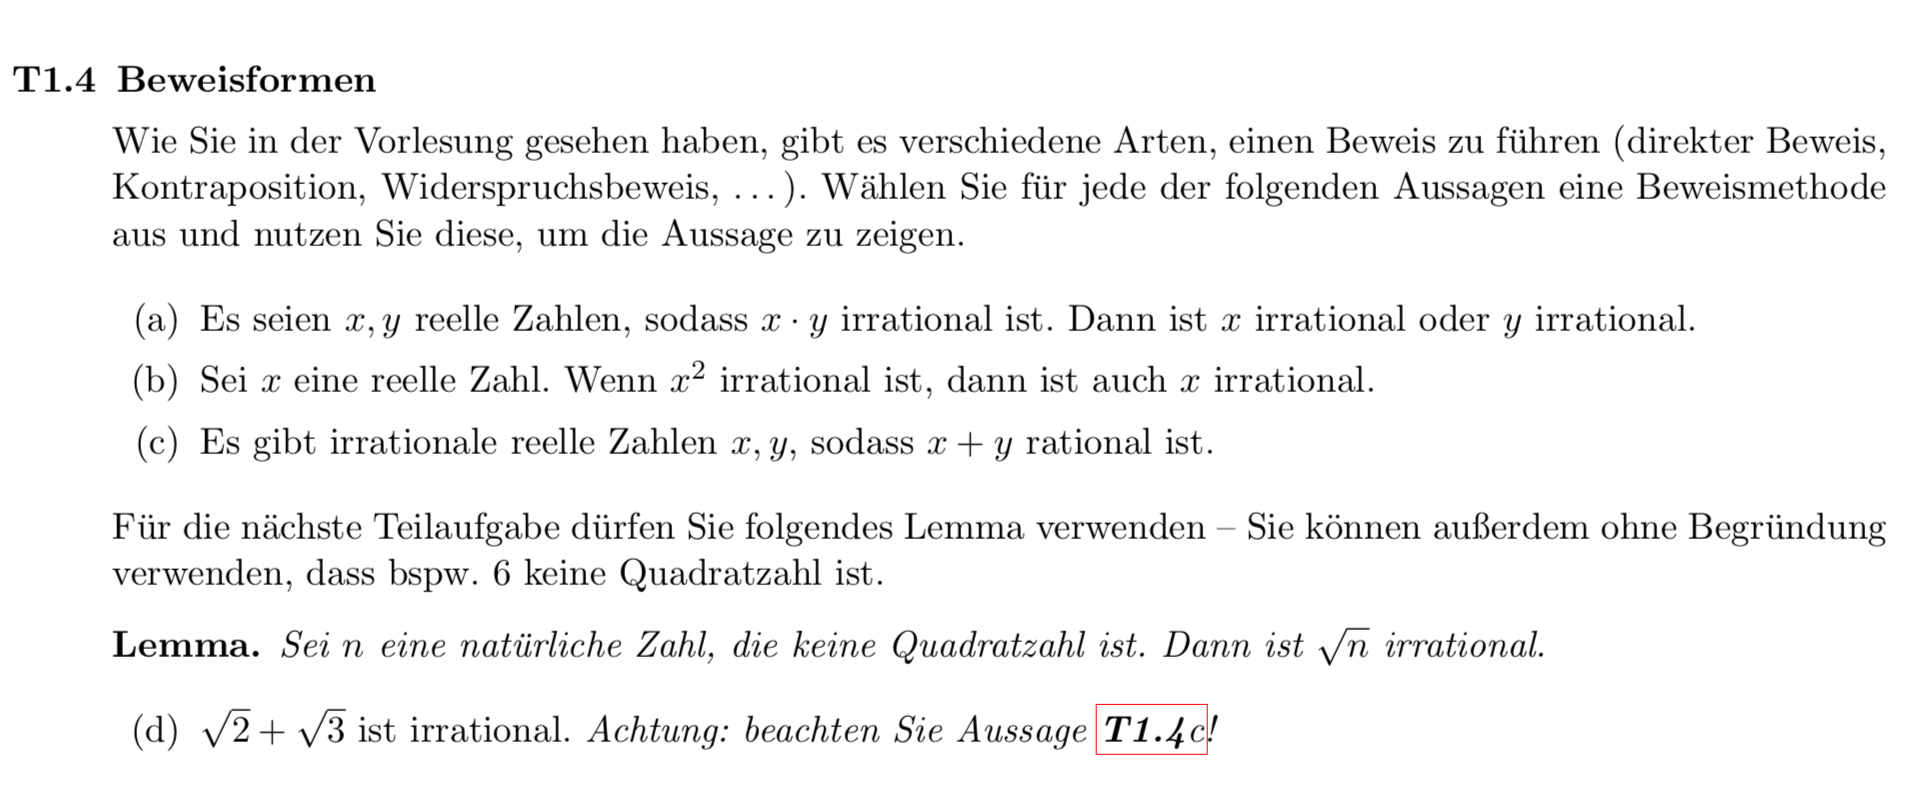 T1.4 Beweisformen
Wie Sie in der Vorlesung gesehen haben, gibt es verschiedene Arten, einen Beweis zu führen (direkter Beweis,
Kontraposition, Widerspruchsbeweis, ...). Wählen Sie für jede der folgenden Aussagen eine Beweismethode
aus und nutzen Sie diese, um die Aussage zu zeigen.
(a) Es seien x, y reelle Zahlen, sodass x · y irrational ist. Dann ist x irrational oder y irrational.
(b) Sei x eine reelle Zahl. Wenn x² irrational ist, dann ist auch x irrational.
(c) Es gibt irrationale reelle Zahlen x, y, sodass x + y rational ist.
Für die nächste Teilaufgabe dürfen Sie folgendes Lemma verwenden – Sie können außerdem ohne Begründung
verwenden, dass bspw. 6 keine Quadratzahl ist.
Lemma. Sei n eine natürliche Zahl, die keine Quadratzahl ist. Dann ist √n irrational.
(d) √2 + √3 ist irrational. Achtung: beachten Sie Aussage T1.4c!